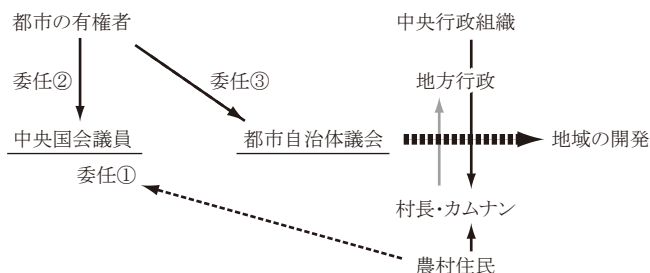 都市の有権者
中央行政組織
委任②
委任③
地方行政
中央国会議員
都市自治体議会
地域の開発
委任①
村長・カムナン
農村住民